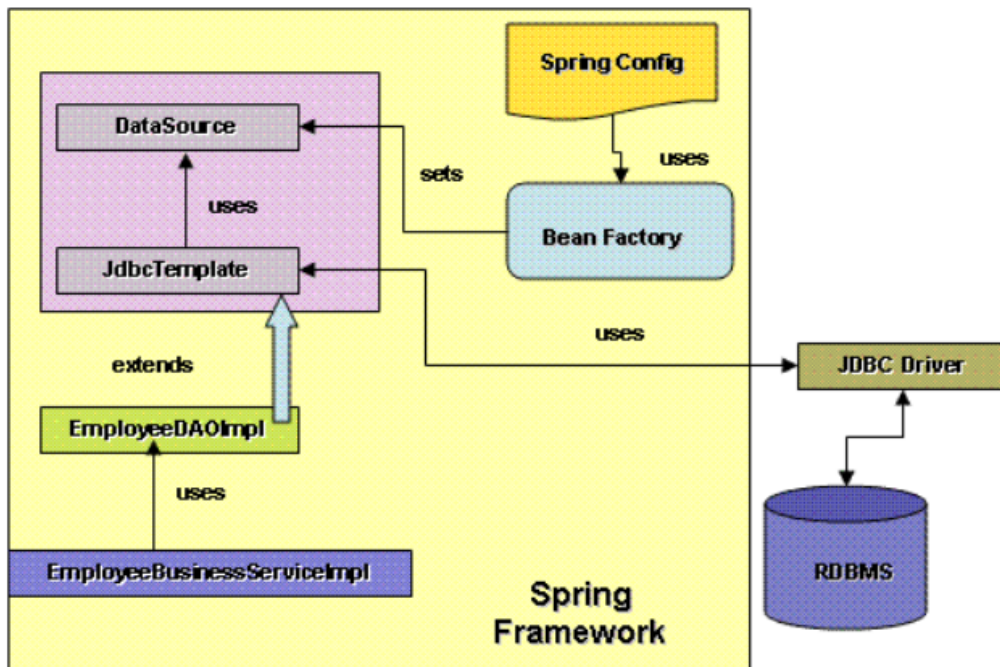 Spring Config
DataSource
sets
uses
uses
Bean Factory
JdbcTemplate
uses
extends
JDBC Driver
EmployeeDAOImpl
uses
EmployeeBusinessServiceImpl
RDBMS
Spring
Framework